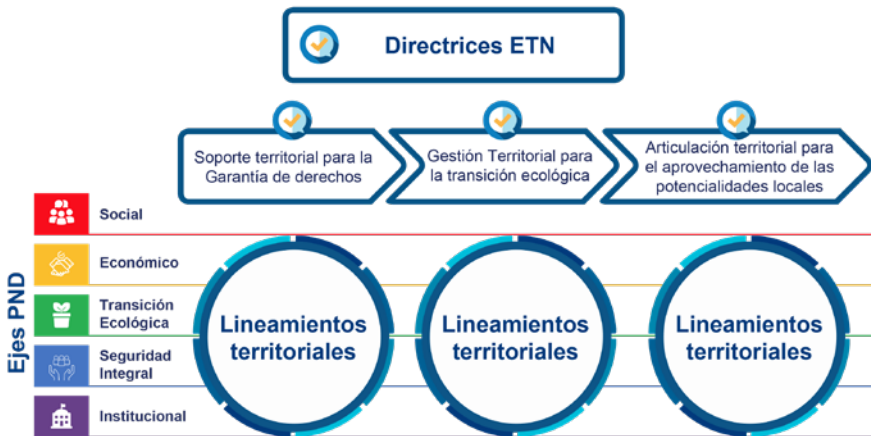 Directrices ETN
Soporte territorial para la
Garantía de derechos
Gestión Territorial para
la transición ecológica
Articulación territorial para
el aprovechamiento de las
potencialidades locales
Ejes PND
Social
Económico
Transición
Ecológica
Seguridad
Integral
Institucional
Lineamientos
territoriales
Lineamientos
territoriales
Lineamientos
territoriales